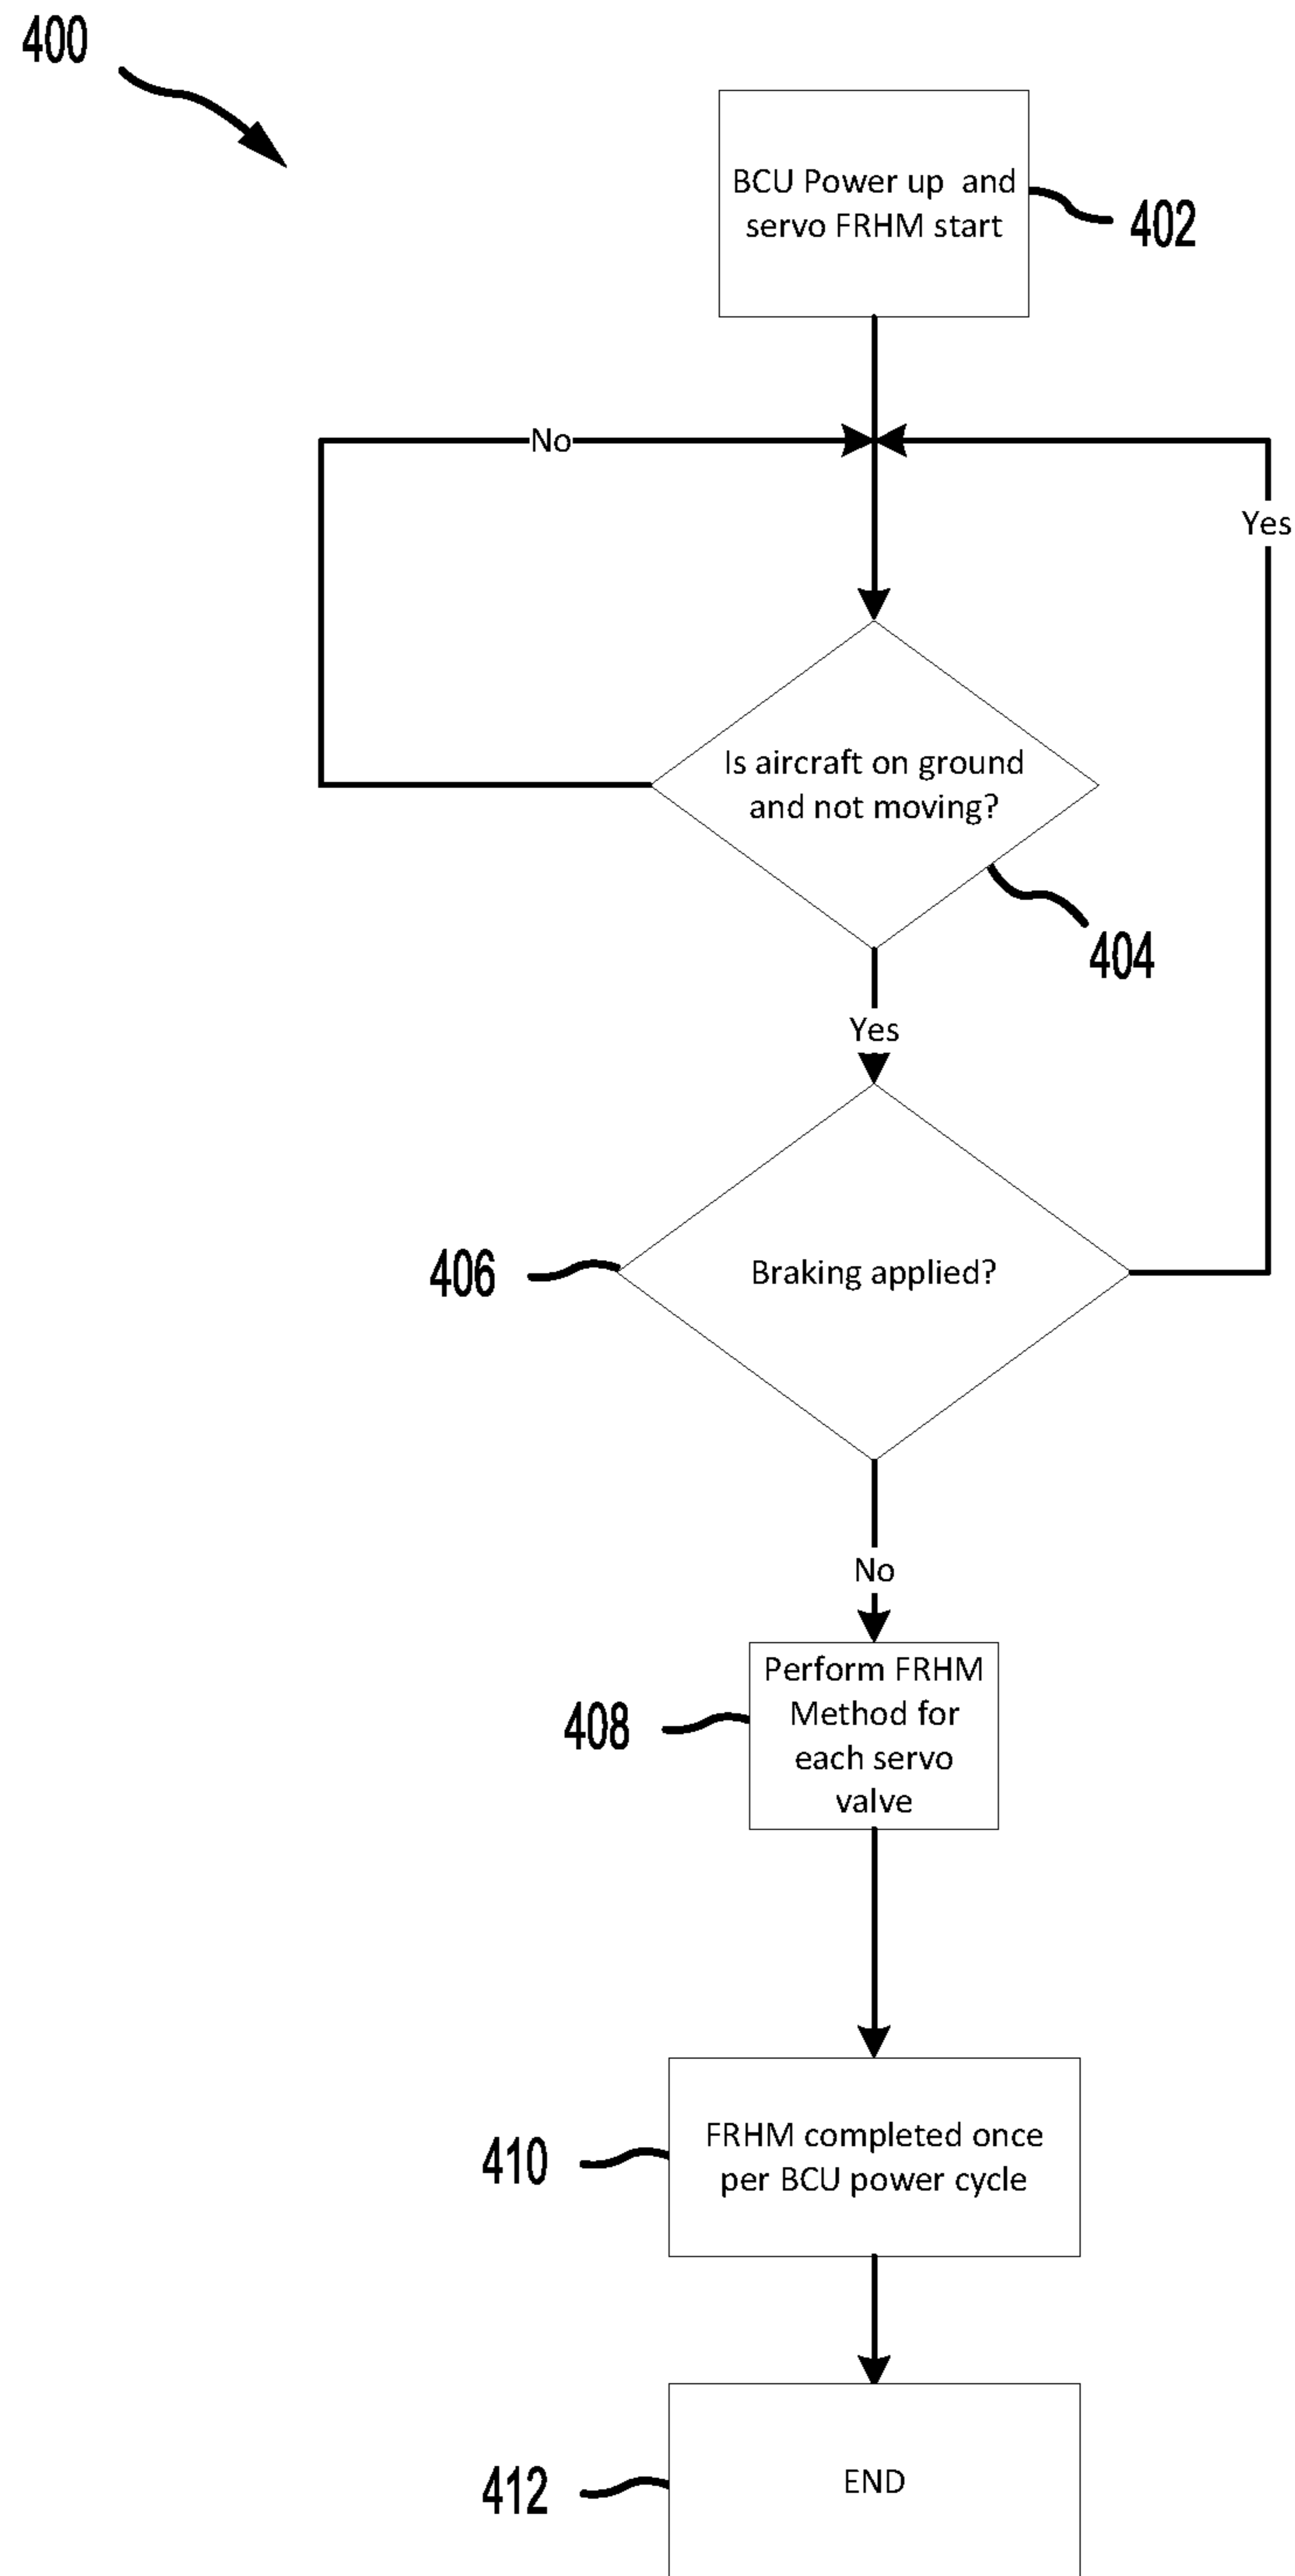 400
BCU Power up and
servo FRHM start
402
No
Yes
Is aircraft on ground
and not moving?
404
Yes
406
Braking applied?
No
408
Perform FRHM
Method for
each servo
valve
410
FRHM completed once
per BCU power cycle
412
END